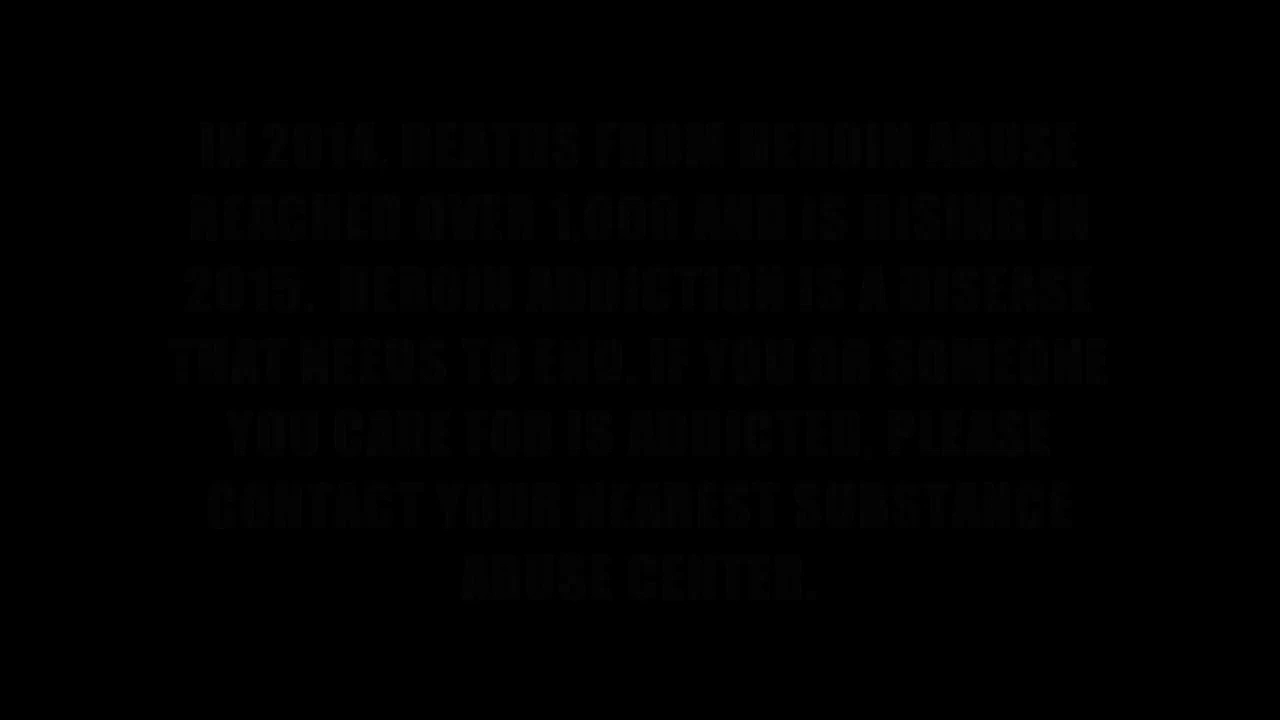 IN 2014, DEATHS FROM HEROIN ABUSE
REACHED OVER 1,000 AND IS RISING IN
2015.  HEROIN ADDICTION IS A DISEASE
THAT NEEDS TO END. IF YOU OR SOMEONE
YOU CARE FOR IS ADDICTED, PLEASE
CONTACT YOUR NEAREST SUBSTANCE
ABUSE CENTER.